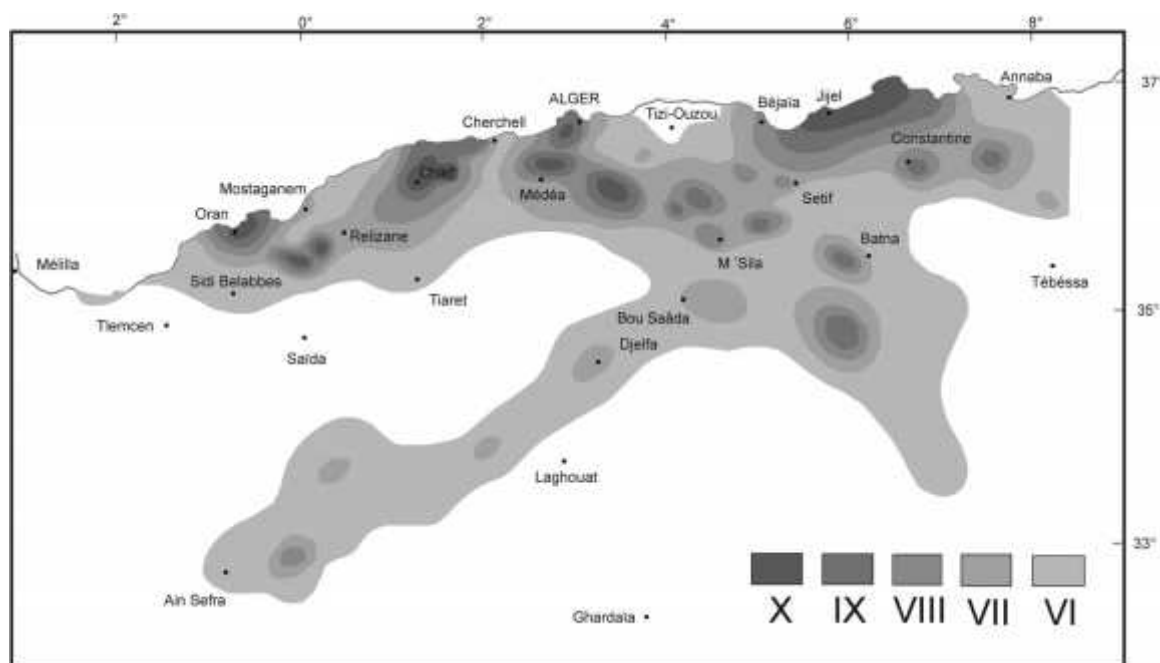 2° 0° 2° 4° 6° 8°
37°
Annaba
ALGER
Béjaïa
Jijel
Tizi-Ouzou
Cherchell
Constantine
Chlef
Mostaganem
Médéa
Setif
Oran
Relizane
Batna
M 'Sila
Mélilla
Sidi Belabbes
Tiaret
Tébéssa
35°
Tlemcen
Bou Saâda
Saïda
Djelfa
Laghouat
33°
Ain Sefra
Ghardaïa
X IX VIII VII VI